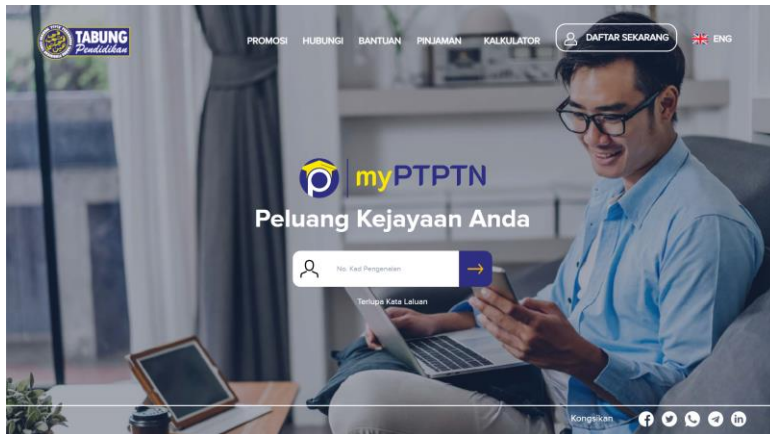 TABUNG
Pendidikan
PROMOSI HUBUNGI BANTUAN PINJAMAN KALKULATOR DAFTAR SEKARANG ENG
myPTPTN
Peluang Kejayaan Anda
No. Kad Pengenalan
Terlupa Kata Laluan
Kongsikan